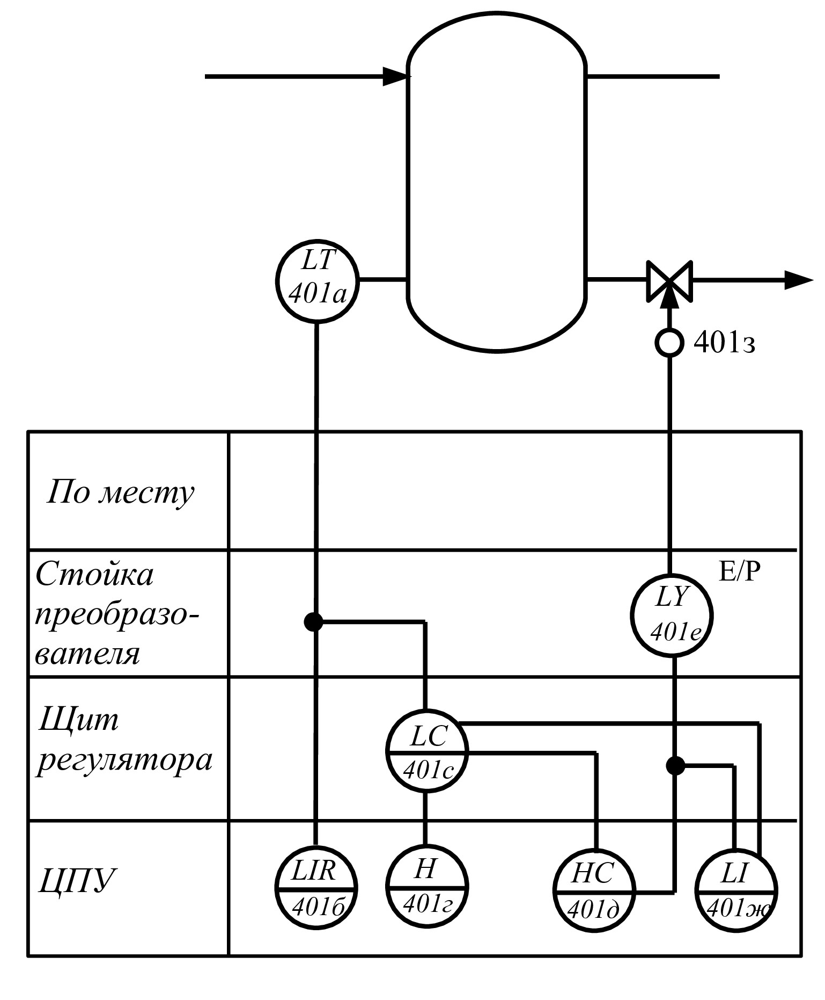 LT
401а
401з
По месту
Стойка
преобразо-
вателя
E/P
LY
401е
Щит
регулятора
LC
401с
ЦПУ
LIR
401б
H
401г
HC
401д
LI
401ж